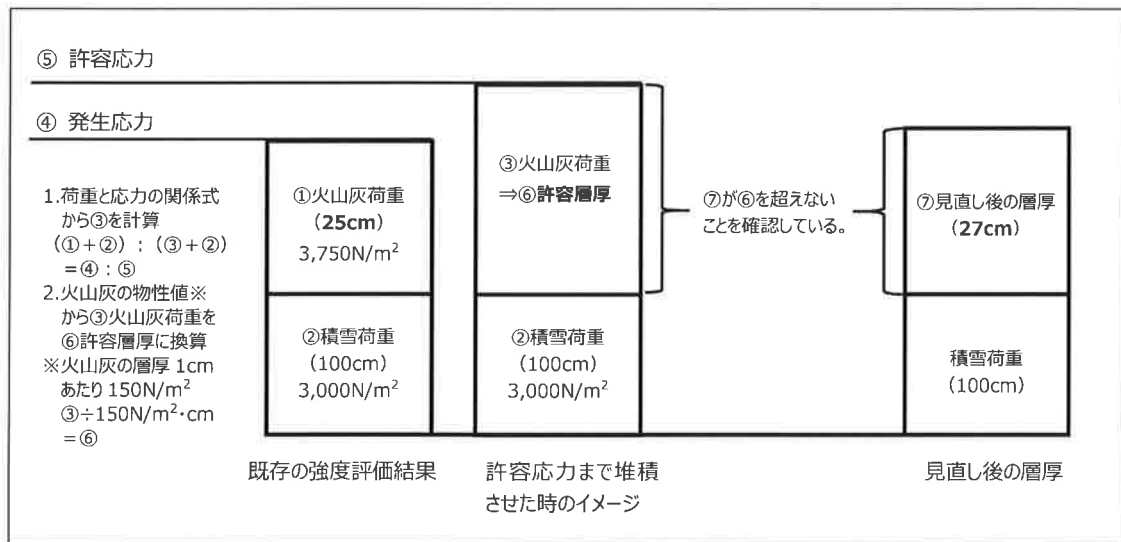 ⑤ 許容応力
④ 発生応力
1.荷重と応力の関係式
から③を計算
(①+②):(③+②)
=④:⑤
2.火山灰の物性値※
から③火山灰荷重を
⑥許容層厚に換算
※火山灰の層厚 1cm
あたり 150N/m²
③÷150N/m²・cm
=⑥
①火山灰荷重
(25cm)
3,750N/m²
②積雪荷重
(100cm)
3,000N/m²
既存の強度評価結果
③火山灰荷重
⇒⑥許容層厚
②積雪荷重
(100cm)
3,000N/m²
許容応力まで堆積
させた時のイメージ
⑦が⑥を超えない
ことを確認している。
⑦見直し後の層厚
(27cm)
積雪荷重
(100cm)
見直し後の層厚